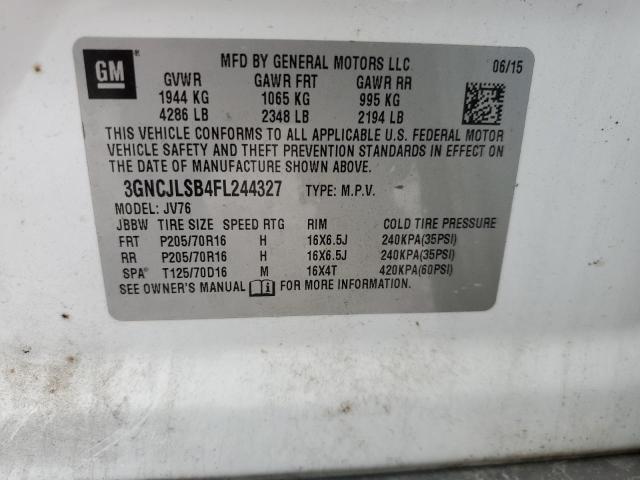 GM
MFD BY GENERAL MOTORS LLC 06/15
GVWR GAWR FRT GAWR RR
1944 KG 1065 KG 995 KG
4286 LB 2348 LB 2194 LB
THIS VEHICLE CONFORMS TO ALL APPLICABLE U.S. FEDERAL MOTOR
VEHICLE SAFETY AND THEFT PREVENTION STANDARDS IN EFFECT ON
THE DATE OF MANUFACTURE SHOWN ABOVE.
3GNCJLSB4FL244327 TYPE: M.P.V.
MODEL: JV76
JBBW TIRE SIZE SPEED RTG RIM COLD TIRE PRESSURE
FRT P205/70R16 H 16X6.5J 240KPA(35PSI)
RR P205/70R16 H 16X6.5J 240KPA(35PSI)
SPA T125/70D16 M 16X4T 420KPA(60PSI)
SEE OWNER'S MANUAL FOR MORE INFORMATION.